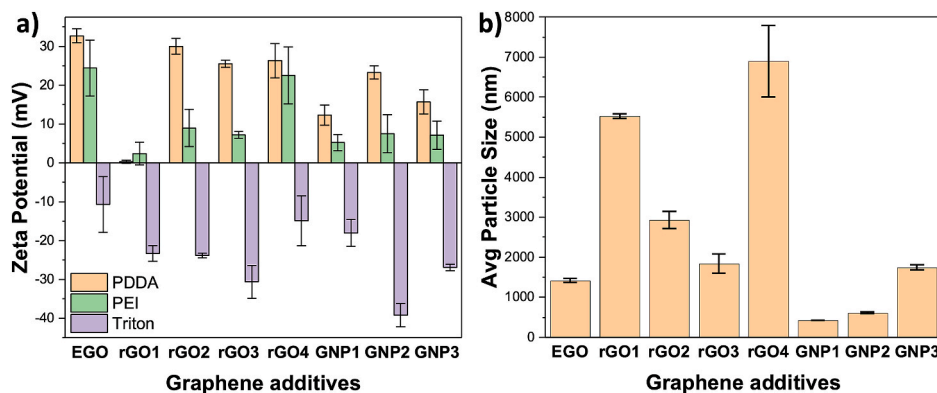 a)
Zeta Potential (mV)
30
20
10
0
-10
-20
-30
-40
PDDA
PEI
Triton
EGO rGO1 rGO2 rGO3 rGO4 GNP1 GNP2 GNP3
Graphene additives
b)
Avg Particle Size (nm)
8000
7000
6000
5000
4000
3000
2000
1000
0
EGO rGO1 rGO2 rGO3 rGO4 GNP1 GNP2 GNP3
Graphene additives